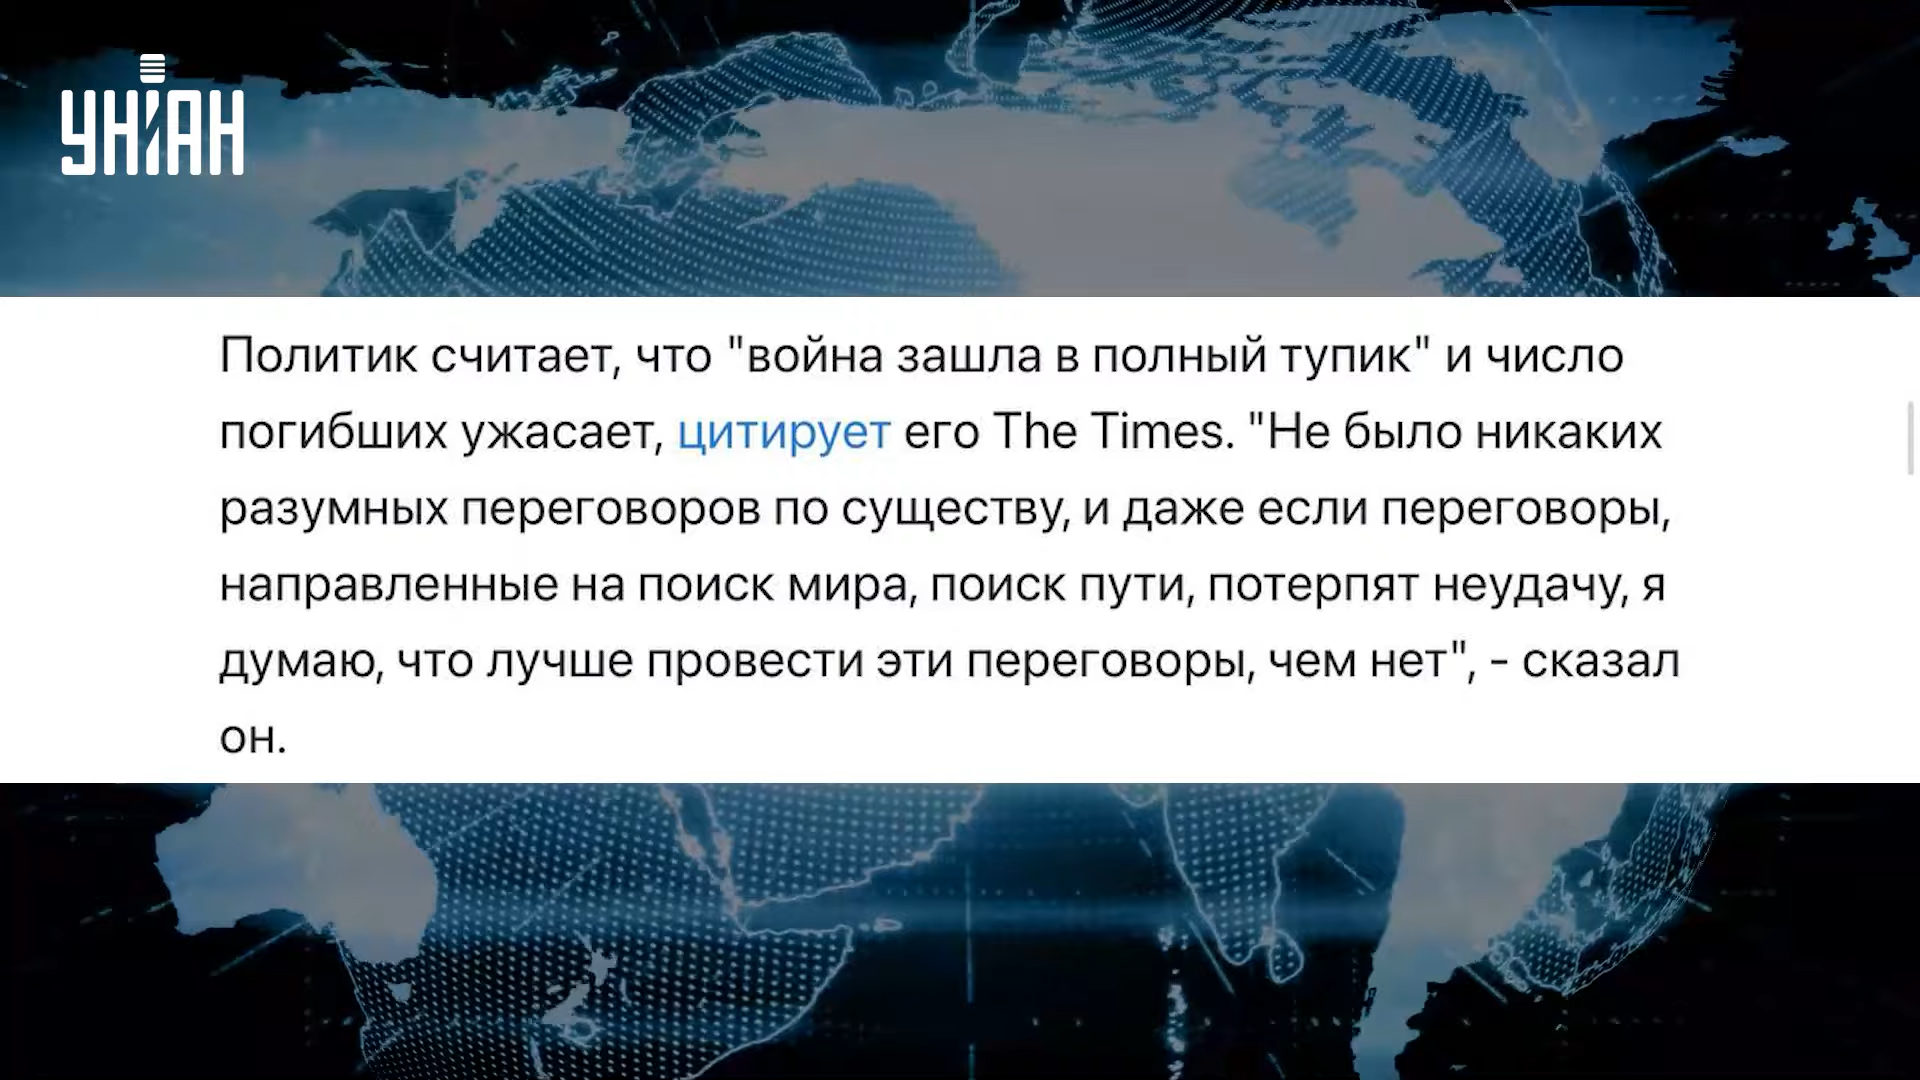 УНІАН
Политик считает, что "война зашла в полный тупик" и число
погибших ужасает, цитирует его The Times. "Не было никаких
разумных переговоров по существу, и даже если переговоры,
направленные на поиск мира, поиск пути, потерпят неудачу, я
думаю, что лучше провести эти переговоры, чем нет", - сказал
он.